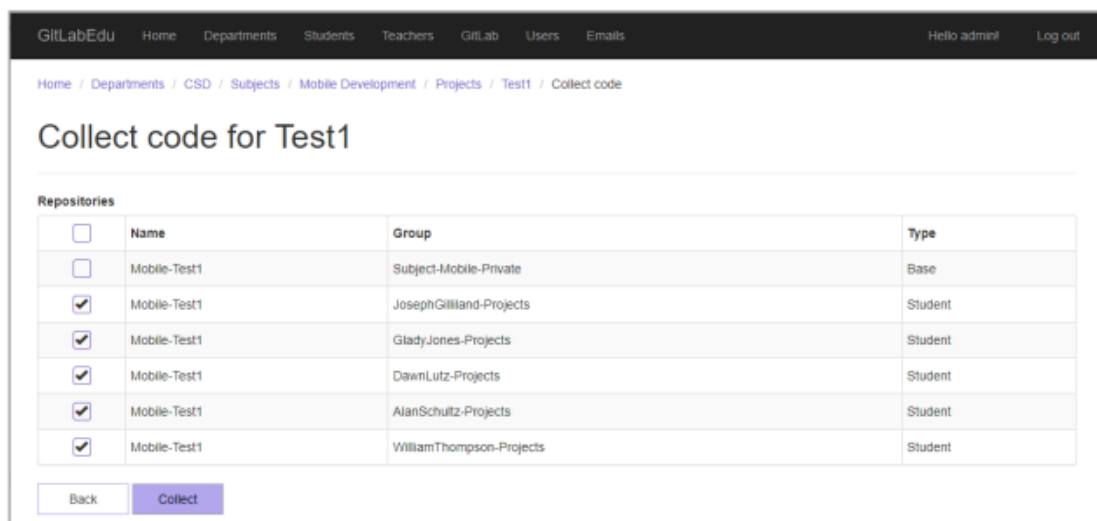 GitLabEdu Home Departments Students Teachers GitLab Users Emails Hello admin! Log out
Home / Departments / CSD / Subjects / Mobile Development / Projects / Test1 / Collect code
Collect code for Test1
Repositories
Name Group Type
Mobile-Test1 Subject-Mobile-Private Base
Mobile-Test1 JosephGilliland-Projects Student
Mobile-Test1 GladyJones-Projects Student
Mobile-Test1 DawnLutz-Projects Student
Mobile-Test1 AlanSchultz-Projects Student
Mobile-Test1 WilliamThompson-Projects Student
Back Collect